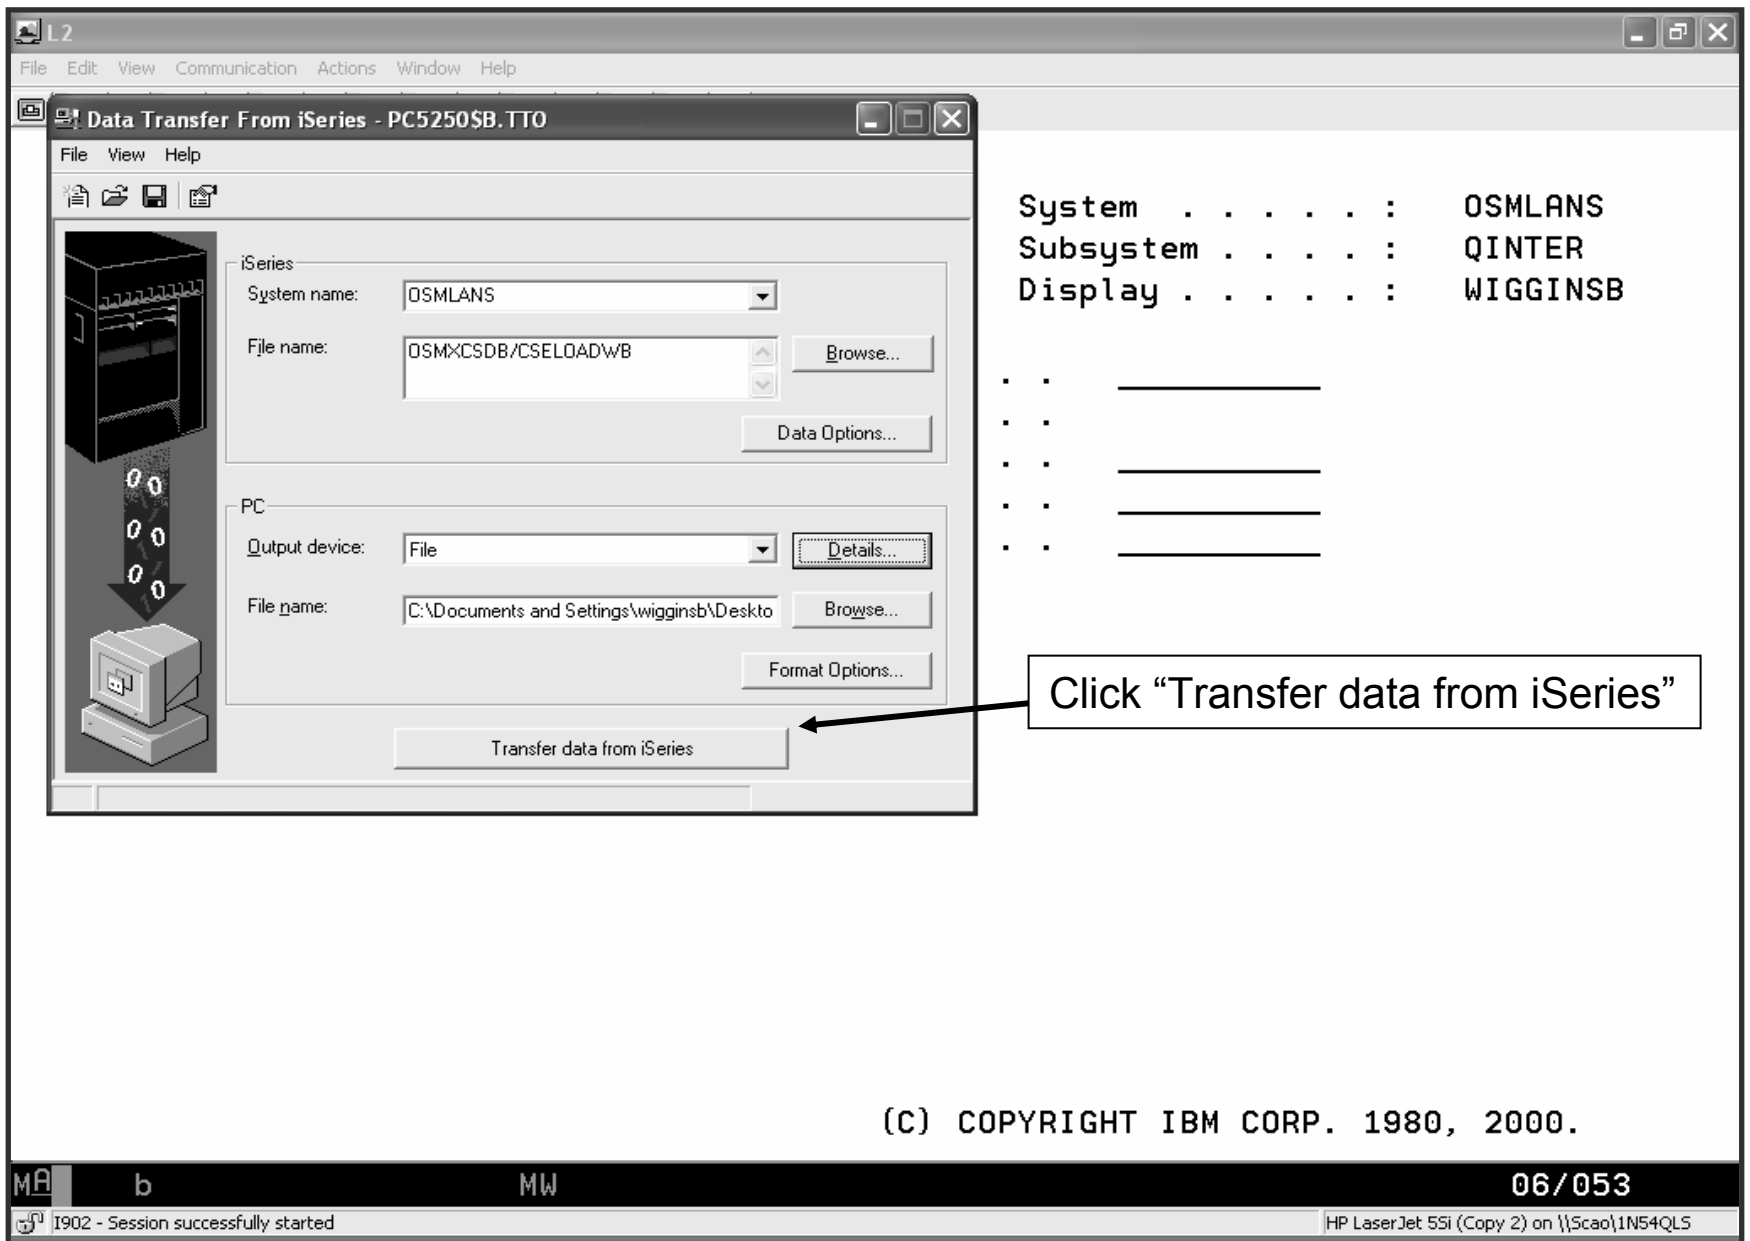 L2
File Edit View Communication Actions Window Help
Data Transfer From iSeries - PC5250$B.TTO
File View Help
System . . . . . : OSMLANS
Subsystem . . . . : QINTER
Display . . . . . : WIGGINSB
iSeries
System name: OSMLANS
File name: OSMXCSDB/CSELOADWB Browse...
Data Options...
PC
Output device: File Details...
File name: C:\Documents and Settings\wigginsb\Deskto Browse...
Format Options...
Click “Transfer data from iSeries”
Transfer data from iSeries
(C) COPYRIGHT IBM CORP. 1980, 2000.
MA b MW 06/053
I902 - Session successfully started HP LaserJet 5Si (Copy 2) on \\Scao\1N54QLS